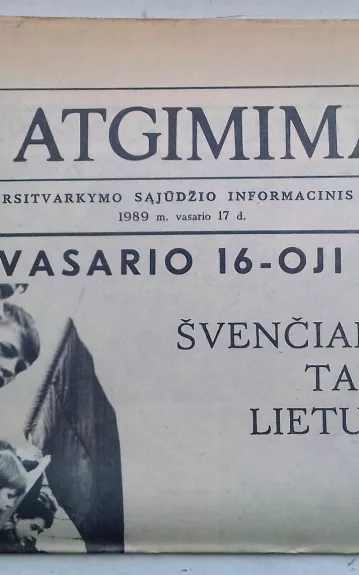 ATGIMIMA
RSITVARKYMO SĄJŪDŽIO INFORMACINIS
1989 m. vasario 17 d.
VASARIO 16-OJI
ŠVENČIA
TA
LIETU